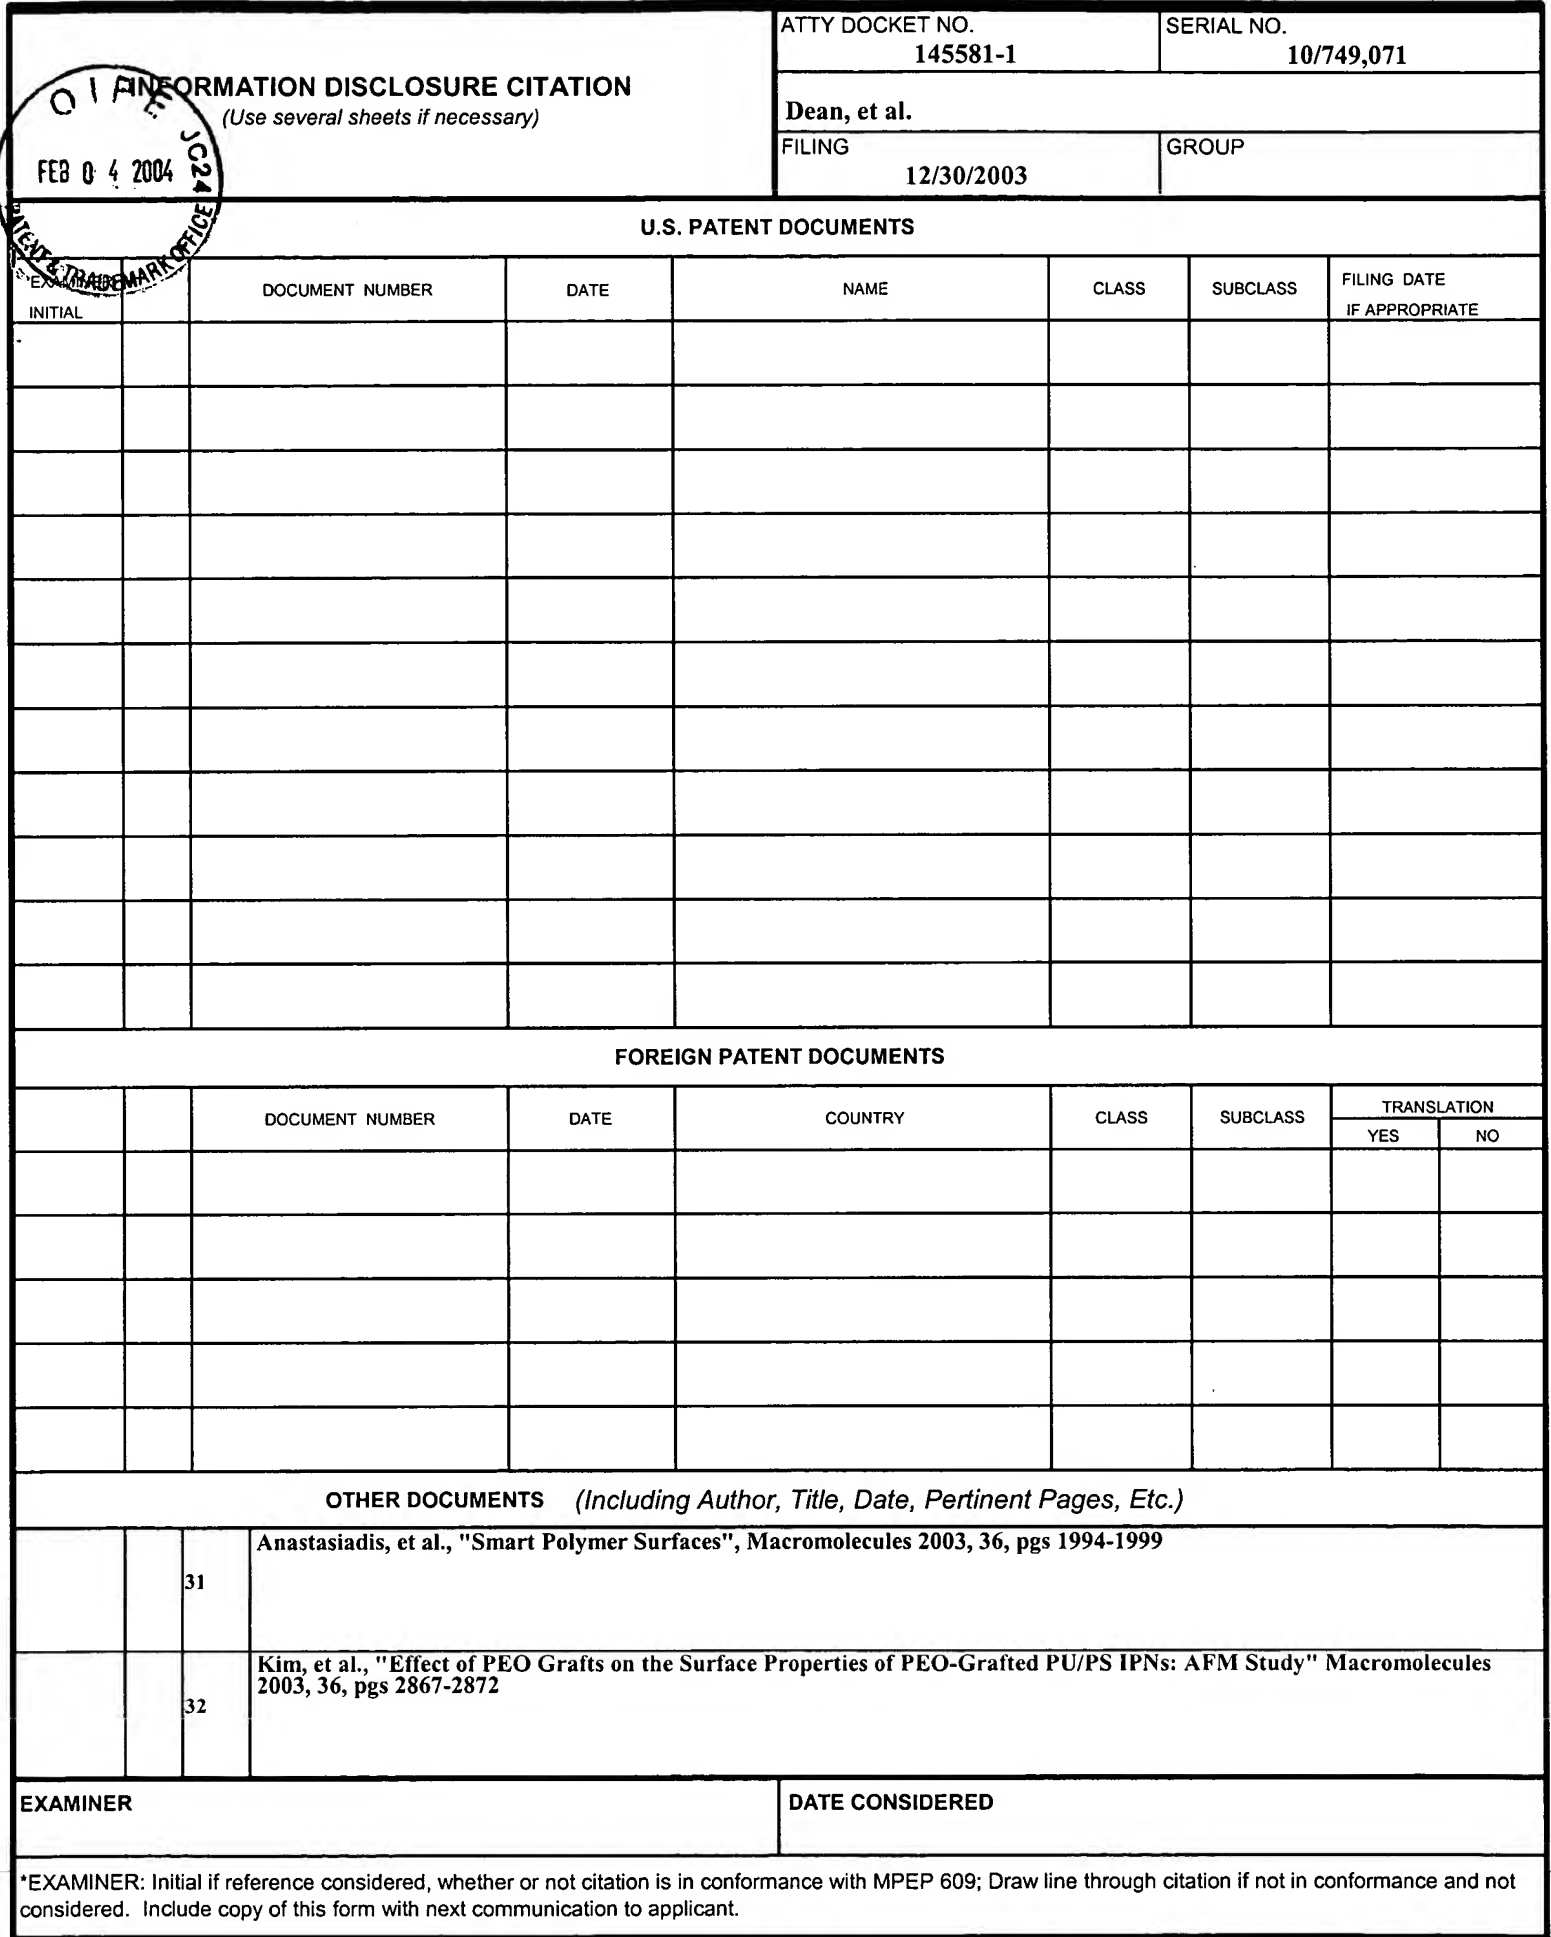 ATTY DOCKET NO.
145581-1
SERIAL NO.
10/749,071
INFORMATION DISCLOSURE CITATION
(Use several sheets if necessary)
Dean, et al.
FILING
12/30/2003
GROUP
OIPE JC24
FEB 04 2004
PATENT & TRADEMARK OFFICE
U.S. PATENT DOCUMENTS
*EXAMINER
INITIAL
DOCUMENT NUMBER
DATE
NAME
CLASS
SUBCLASS
FILING DATE
IF APPROPRIATE
FOREIGN PATENT DOCUMENTS
DOCUMENT NUMBER
DATE
COUNTRY
CLASS
SUBCLASS
TRANSLATION
YES
NO
OTHER DOCUMENTS (Including Author, Title, Date, Pertinent Pages, Etc.)
31
Anastasiadis, et al., "Smart Polymer Surfaces", Macromolecules 2003, 36, pgs 1994-1999
32
Kim, et al., "Effect of PEO Grafts on the Surface Properties of PEO-Grafted PU/PS IPNs: AFM Study" Macromolecules
2003, 36, pgs 2867-2872
EXAMINER
DATE CONSIDERED
*EXAMINER: Initial if reference considered, whether or not citation is in conformance with MPEP 609; Draw line through citation if not in conformance and not
considered. Include copy of this form with next communication to applicant.